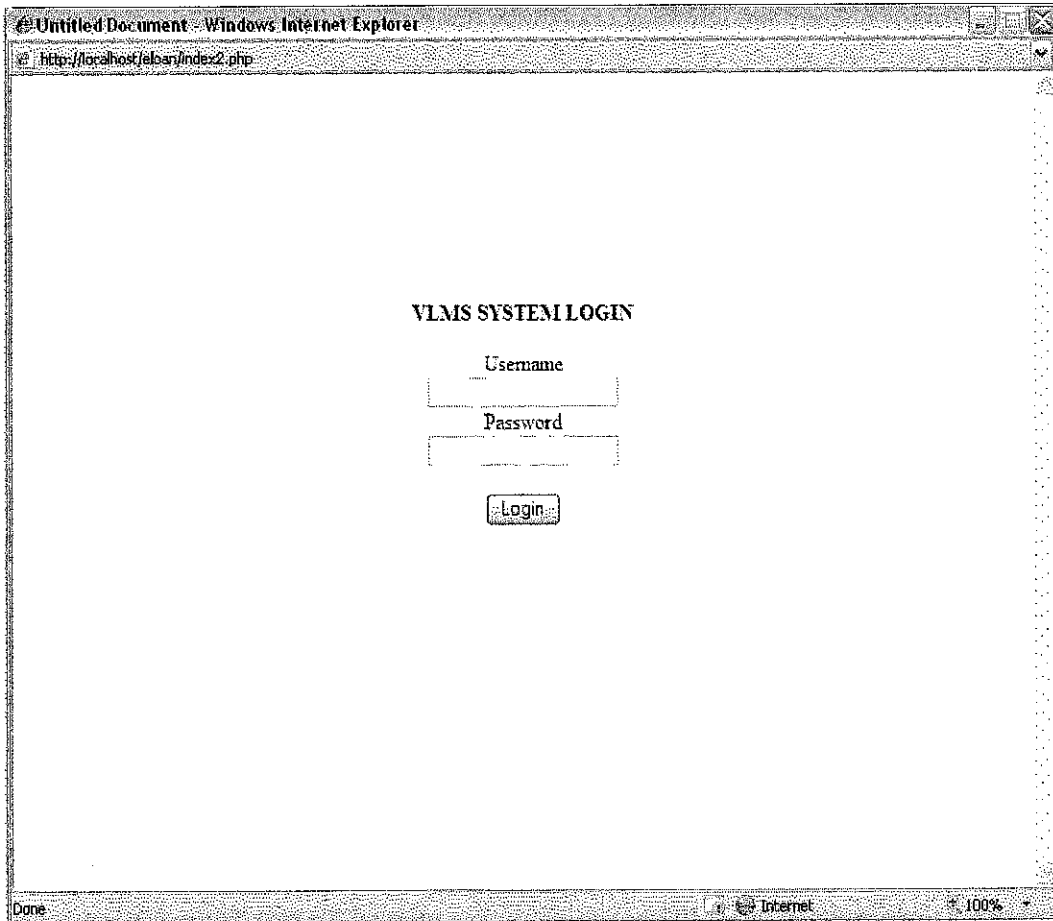 Untitled Document - Windows Internet Explorer
http://localhost/eloan/index2.php
VLMS SYSTEM LOGIN
Username
Password
Login
Done
Internet
100%